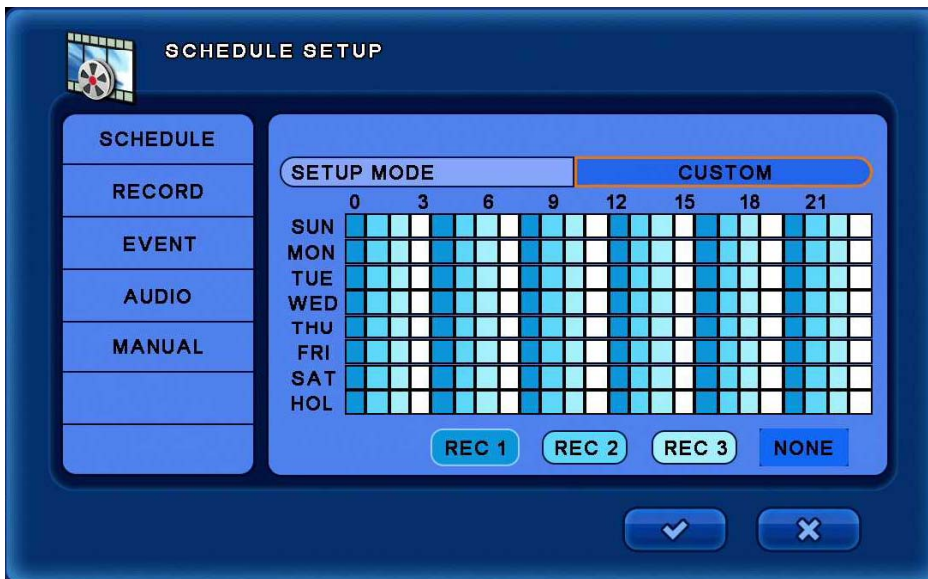 SCHEDULE SETUP
SCHEDULE
RECORD
EVENT
AUDIO
MANUAL
SETUP MODE CUSTOM
0 3 6 9 12 15 18 21
SUN
MON
TUE
WED
THU
FRI
SAT
HOL
REC 1 REC 2 REC 3 NONE